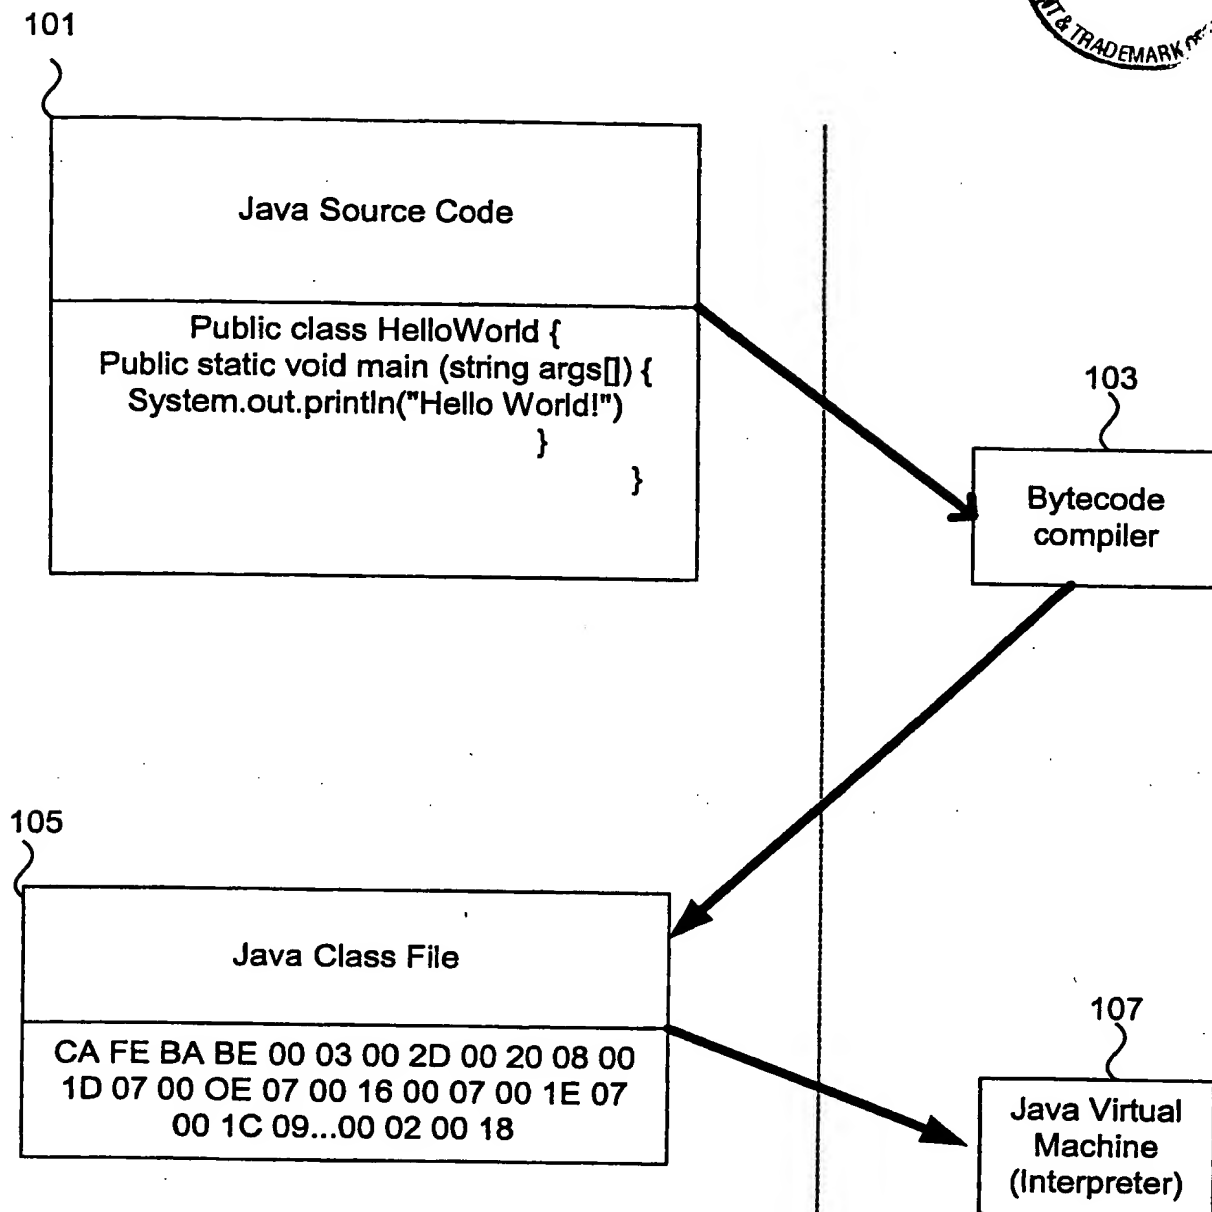 101
& TRADEMARK
Java Source Code
Public class HelloWorld {
Public static void main (string args[]) {
System.out.println("Hello World!")
}
}
103
Bytecode
compiler
105
Java Class File
CA FE BA BE 00 03 00 2D 00 20 08 00
1D 07 00 OE 07 00 16 00 07 00 1E 07
00 1C 09...00 02 00 18
107
Java Virtual
Machine
(Interpreter)